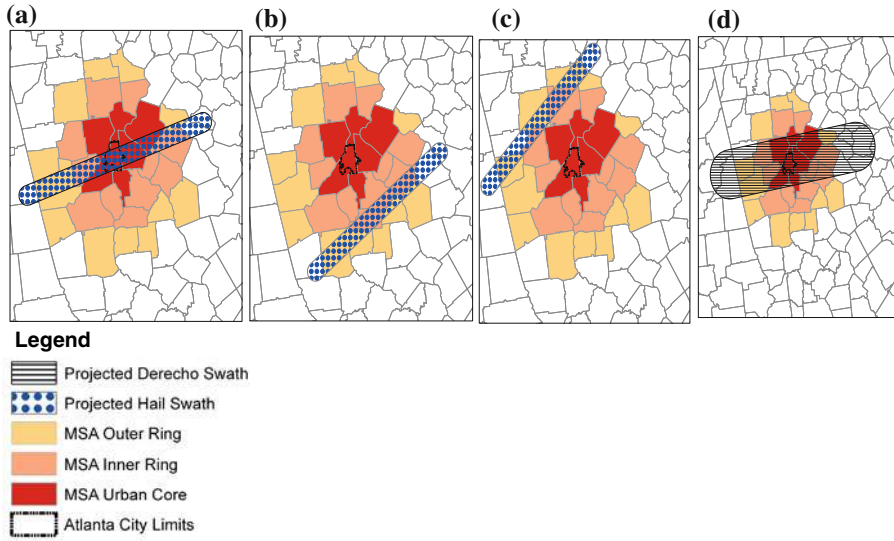 (a)
(b)
(c)
(d)
Legend
Projected Derecho Swath
Projected Hail Swath
MSA Outer Ring
MSA Inner Ring
MSA Urban Core
Atlanta City Limits